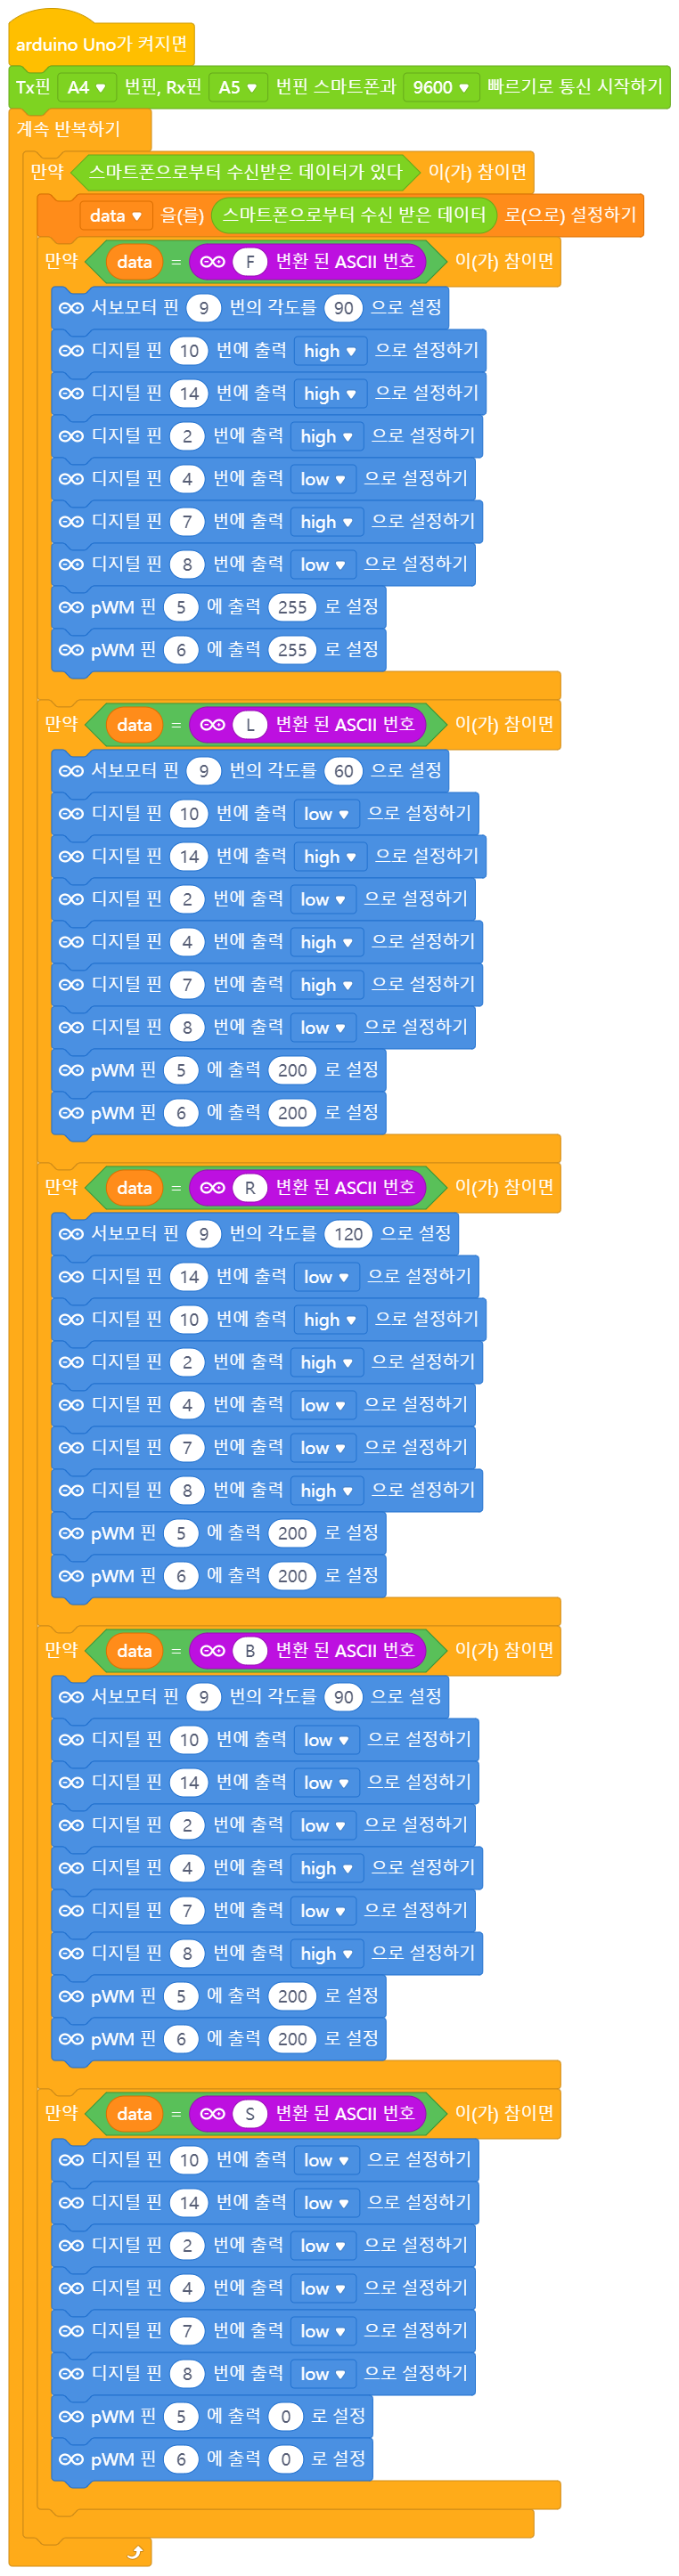 arduino Uno가 켜지면
Tx핀 A4 번핀, Rx핀 A5 번핀 스마트폰과 9600 빠르기로 통신 시작하기
계속 반복하기
만약 스마트폰으로부터 수신받은 데이터가 있다 이(가) 참이면
data 을(를) 스마트폰으로부터 수신 받은 데이터 로(으로) 설정하기
만약 data = F 변환 된 ASCII 번호 이(가) 참이면
서보모터 핀 9 번의 각도를 90 으로 설정
디지털 핀 10 번에 출력 high 으로 설정하기
디지털 핀 14 번에 출력 high 으로 설정하기
디지털 핀 2 번에 출력 high 으로 설정하기
디지털 핀 4 번에 출력 low 으로 설정하기
디지털 핀 7 번에 출력 high 으로 설정하기
디지털 핀 8 번에 출력 low 으로 설정하기
pWM 핀 5 에 출력 255 로 설정
pWM 핀 6 에 출력 255 로 설정
만약 data = L 변환 된 ASCII 번호 이(가) 참이면
서보모터 핀 9 번의 각도를 60 으로 설정
디지털 핀 10 번에 출력 low 으로 설정하기
디지털 핀 14 번에 출력 high 으로 설정하기
디지털 핀 2 번에 출력 low 으로 설정하기
디지털 핀 4 번에 출력 high 으로 설정하기
디지털 핀 7 번에 출력 high 으로 설정하기
디지털 핀 8 번에 출력 low 으로 설정하기
pWM 핀 5 에 출력 200 로 설정
pWM 핀 6 에 출력 200 로 설정
만약 data = R 변환 된 ASCII 번호 이(가) 참이면
서보모터 핀 9 번의 각도를 120 으로 설정
디지털 핀 14 번에 출력 low 으로 설정하기
디지털 핀 10 번에 출력 high 으로 설정하기
디지털 핀 2 번에 출력 high 으로 설정하기
디지털 핀 4 번에 출력 low 으로 설정하기
디지털 핀 7 번에 출력 low 으로 설정하기
디지털 핀 8 번에 출력 high 으로 설정하기
pWM 핀 5 에 출력 200 로 설정
pWM 핀 6 에 출력 200 로 설정
만약 data = B 변환 된 ASCII 번호 이(가) 참이면
서보모터 핀 9 번의 각도를 90 으로 설정
디지털 핀 10 번에 출력 low 으로 설정하기
디지털 핀 14 번에 출력 low 으로 설정하기
디지털 핀 2 번에 출력 low 으로 설정하기
디지털 핀 4 번에 출력 high 으로 설정하기
디지털 핀 7 번에 출력 low 으로 설정하기
디지털 핀 8 번에 출력 high 으로 설정하기
pWM 핀 5 에 출력 200 로 설정
pWM 핀 6 에 출력 200 로 설정
만약 data = S 변환 된 ASCII 번호 이(가) 참이면
디지털 핀 10 번에 출력 low 으로 설정하기
디지털 핀 14 번에 출력 low 으로 설정하기
디지털 핀 2 번에 출력 low 으로 설정하기
디지털 핀 4 번에 출력 low 으로 설정하기
디지털 핀 7 번에 출력 low 으로 설정하기
디지털 핀 8 번에 출력 low 으로 설정하기
pWM 핀 5 에 출력 0 로 설정
pWM 핀 6 에 출력 0 로 설정